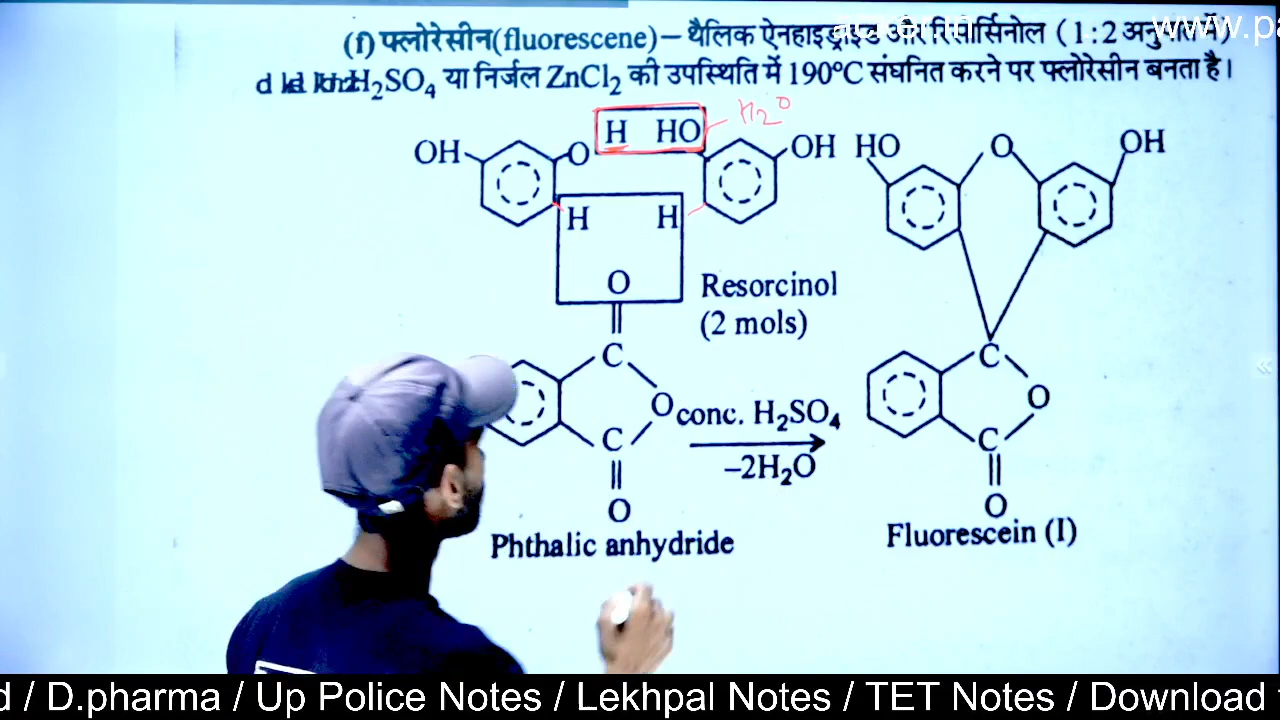 (f) फ्लोरेसीन(fluorescene)– थैलिक ऐनहाइड्राइड और रिसॉर्सिनोल (1:2 अनुपात में)
H₂SO₄ या निर्जल ZnCl₂ की उपस्थिति में 190°C संघनित करने पर फ्लोरेसीन बनता है।
H HO H₂O
OH O OH HO O OH
H H
O
Resorcinol
(2 mols)
C C
O conc. H₂SO₄ O
C –2H₂O C
O O
Phthalic anhydride Fluorescein (I)
d / D.pharma / Up Police Notes / Lekhpal Notes / TET Notes / Download